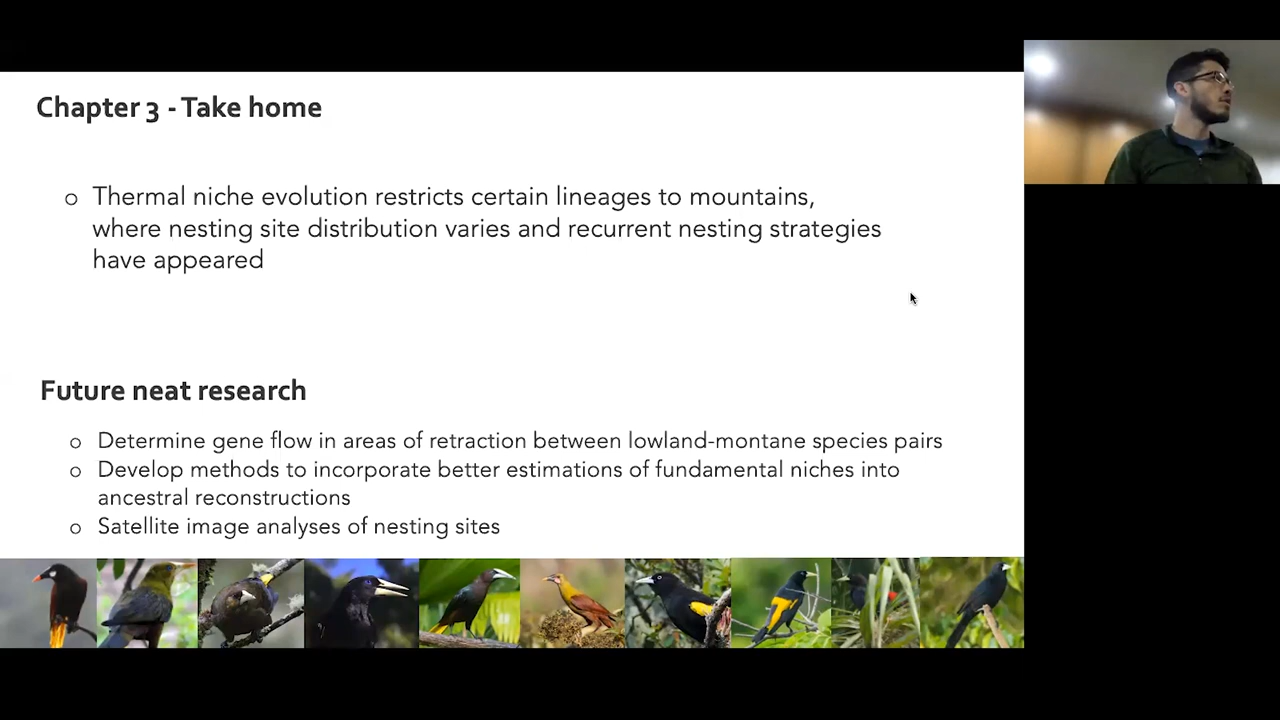 Chapter 3 - Take home
o Thermal niche evolution restricts certain lineages to mountains,
where nesting site distribution varies and recurrent nesting strategies
have appeared
Future neat research
o Determine gene flow in areas of retraction between lowland-montane species pairs
o Develop methods to incorporate better estimations of fundamental niches into
ancestral reconstructions
o Satellite image analyses of nesting sites